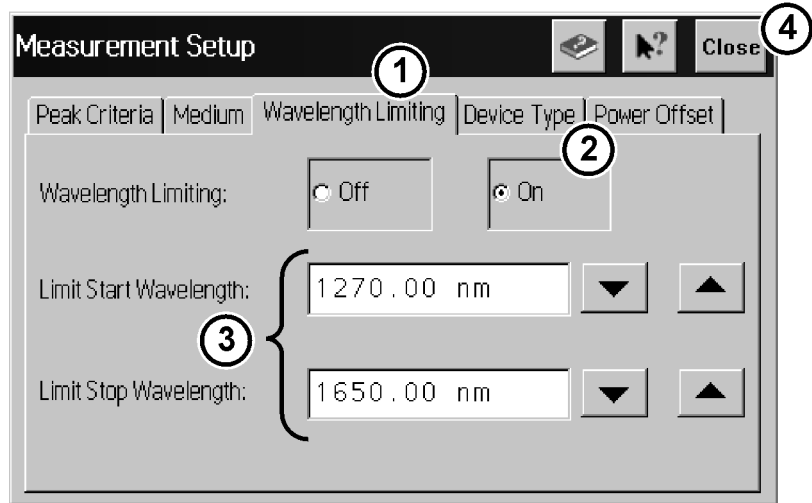 Measurement Setup ? ? Close 4
1
Peak Criteria Medium Wavelength Limiting Device Type Power Offset
2
Wavelength Limiting: Off On
Limit Start Wavelength: 1270.00 nm
3
Limit Stop Wavelength: 1650.00 nm